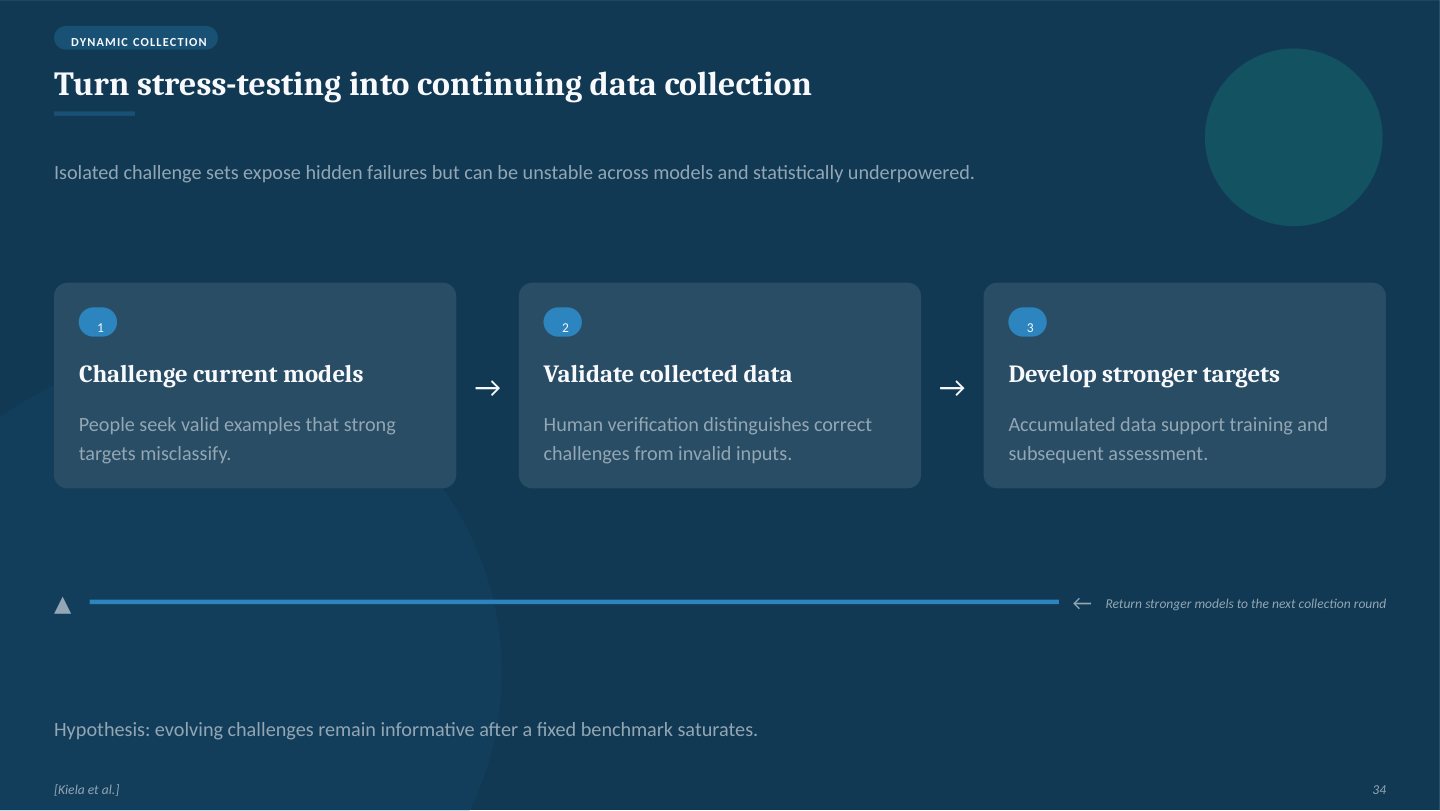 DYNAMIC COLLECTION
Turn stress-testing into continuing data collection
Isolated challenge sets expose hidden failures but can be unstable across models and statistically underpowered.
1
Challenge current models
People seek valid examples that strong
targets misclassify.
→
2
Validate collected data
Human verification distinguishes correct
challenges from invalid inputs.
→
3
Develop stronger targets
Accumulated data support training and
subsequent assessment.
▲ ← Return stronger models to the next collection round
Hypothesis: evolving challenges remain informative after a fixed benchmark saturates.
[Kiela et al.]
34